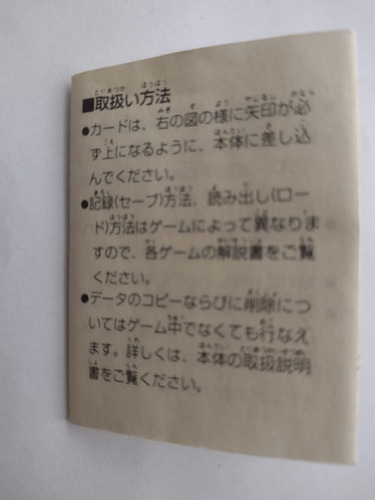 ■取扱い方法
●カードは、右の図の様に矢印が必
ず上になるように、本体に差し込
んでください。
●記録(セーブ)方法、読み出し(ロー
ド)方法はゲームによって異なりま
すので、各ゲームの解説書をご覧
ください。
●データのコピーならびに削除につ
いてはゲーム中でなくても行なえ
ます。詳しくは、本体の取扱説明
書をご覧ください。